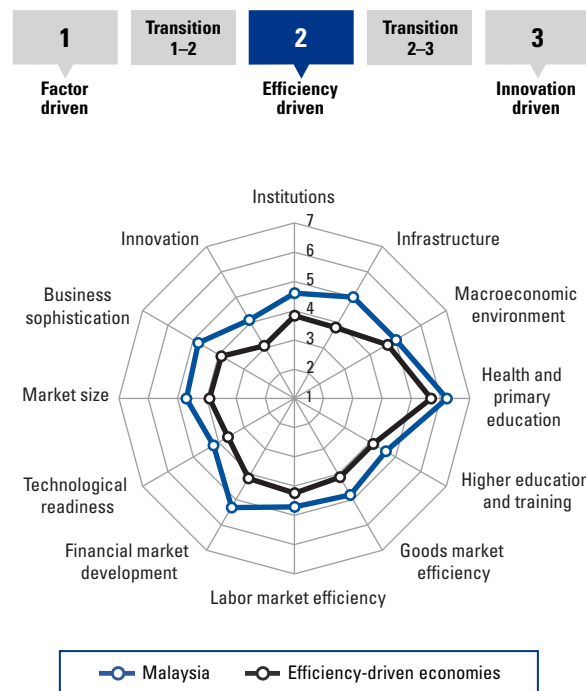 1
Transition
1–2
2
Transition
2–3
3
Factor
driven
Efficiency
driven
Innovation
driven
Institutions
7
Innovation
6
Infrastructure
5
Business
sophistication
4
Macroeconomic
environment
3
2
Market size
1
Health and
primary
education
Technological
readiness
Higher education
and training
Financial market
development
Goods market
efficiency
Labor market efficiency
Malaysia
Efficiency-driven economies